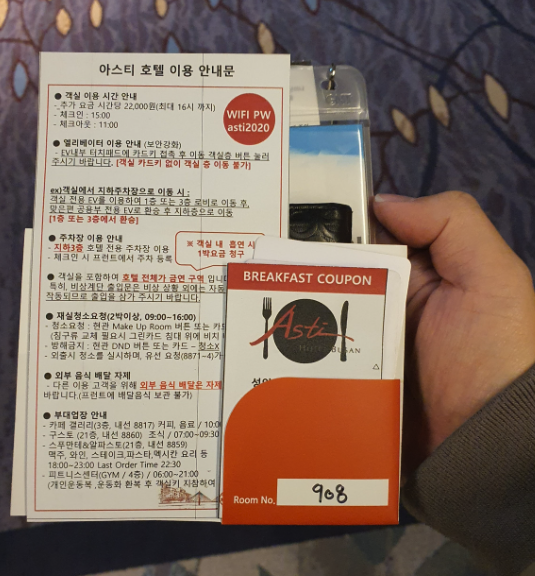 아스티 호텔 이용 안내문
● 객실 이용 시간 안내
- 추가 요금 시간당 22,000원(최대 16시 까지)
- 체크인 : 15:00
- 체크아웃 : 11:00
WIFI PW
asti2020
● 엘리베이터 이용 안내 (보안강화)
- EV내부 터치패드에 카드키 접촉 후 이동 객실층 버튼 눌러
주시기 바랍니다. [객실 카드키 없이 객실 층 이동 불가]
ex)객실에서 지하주차장으로 이동 시 :
객실 전용 EV를 이용하여 1층 또는 3층 로비로 이동 후,
맞은편 공용부 전용 EV로 환승 후 지하층으로 이동
[1층 또는 3층에서 환승]
● 주차장 이용 안내
- 지하3층 호텔 전용 주차장 이용
- 체크인 시 프런트에서 주차 등록
※ 객실 내 흡연 시
1박요금 청구
● 객실을 포함하여 호텔 전체가 금연 구역 입니다
특히, 비상계단 출입문은 비상 상황 외에는 자동
작동되므로 출입을 삼가 주시기 바랍니다.
● 재실청소요청(2박이상, 09:00~16:00)
- 청소요청 : 현관 Make Up Room 버튼 또는 카드
(침구류 교체 필요시 그린카드 침대 위에 비치
- 방해금지 : 현관 DND 버튼 또는 카드 – 청소X
- 외출시 청소를 실시하며, 유선 요청(8871~4)가
● 외부 음식 배달 자제
- 다른 이용 고객을 위해 외부 음식 배달은 자제
바랍니다.(프런트에 배달음식 보관 불가)
● 부대업장 안내
- 카페 갤러리(3층, 내선 8817) 커피, 음료 / 10:00
- 구스토 (21층, 내선 8860) 조식 / 07:00~09:30
- 스푸만테&알파스토 (21층, 내선 8859)
맥주, 와인, 스테이크,파스타,멕시칸 요리 등
18:00~23:00 Last Order Time 22:30
- 피트니스센터(GYM / 4층) / 06:00~21:00
(개인운동복 ,운동화 환복 후 객실키 지참하여
BREAKFAST COUPON
Asti
HOTEL BUSAN
Room No. 908